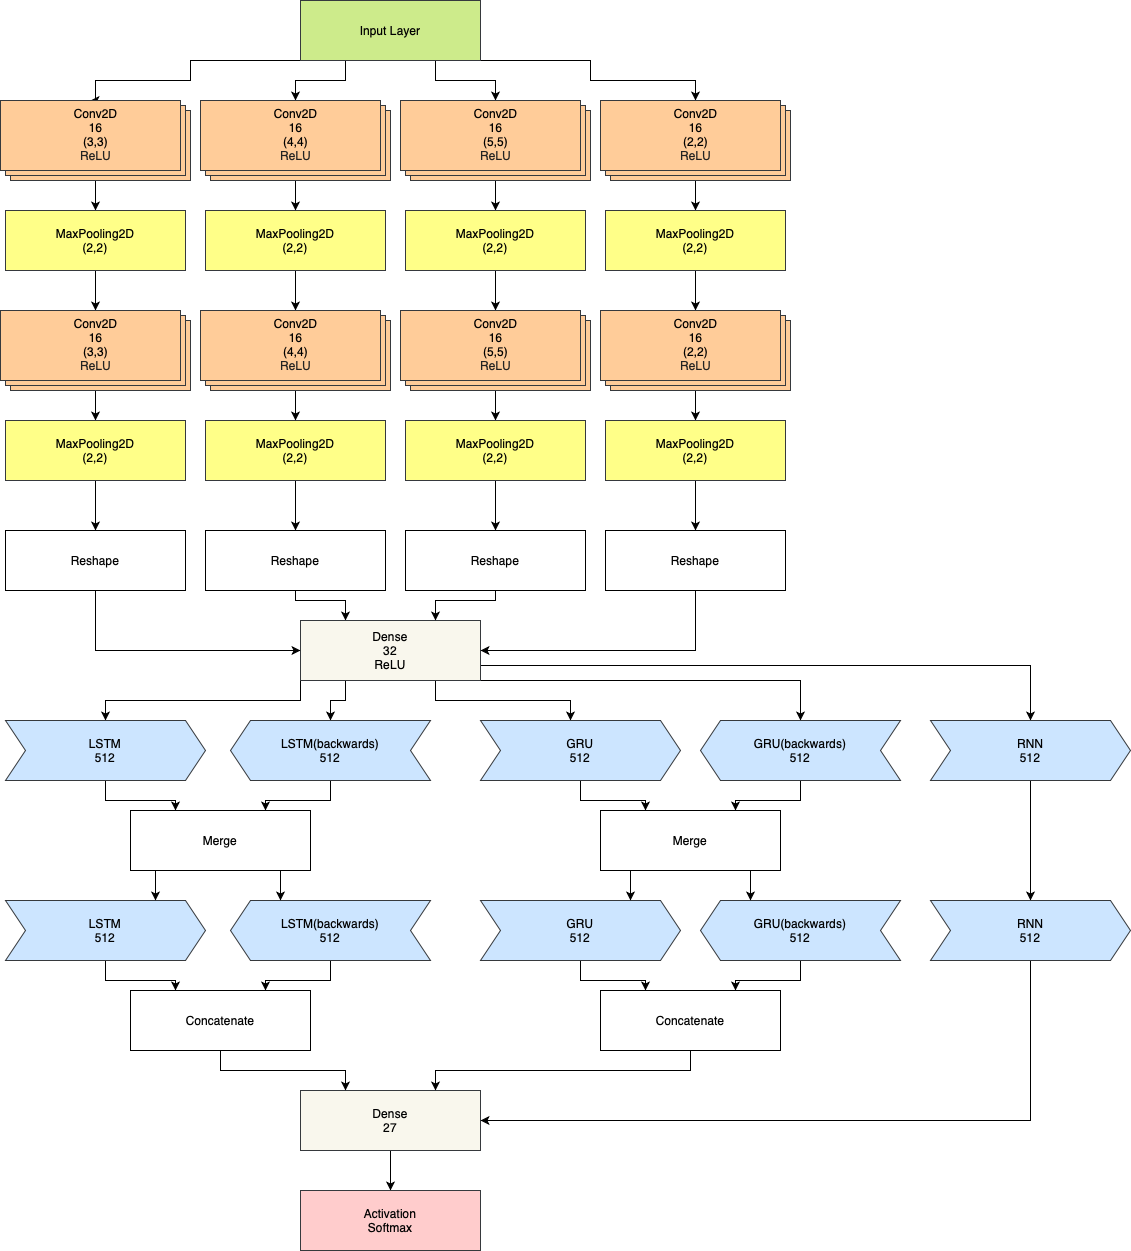 Input Layer
Conv2D
16
(3,3)
ReLU
Conv2D
16
(4,4)
ReLU
Conv2D
16
(5,5)
ReLU
Conv2D
16
(2,2)
ReLU
MaxPooling2D
(2,2)
MaxPooling2D
(2,2)
MaxPooling2D
(2,2)
MaxPooling2D
(2,2)
Conv2D
16
(3,3)
ReLU
Conv2D
16
(4,4)
ReLU
Conv2D
16
(5,5)
ReLU
Conv2D
16
(2,2)
ReLU
MaxPooling2D
(2,2)
MaxPooling2D
(2,2)
MaxPooling2D
(2,2)
MaxPooling2D
(2,2)
Reshape
Reshape
Reshape
Reshape
Dense
32
ReLU
LSTM
512
LSTM(backwards)
512
GRU
512
GRU(backwards)
512
RNN
512
Merge
Merge
LSTM
512
LSTM(backwards)
512
GRU
512
GRU(backwards)
512
RNN
512
Concatenate
Concatenate
Dense
27
Activation
Softmax